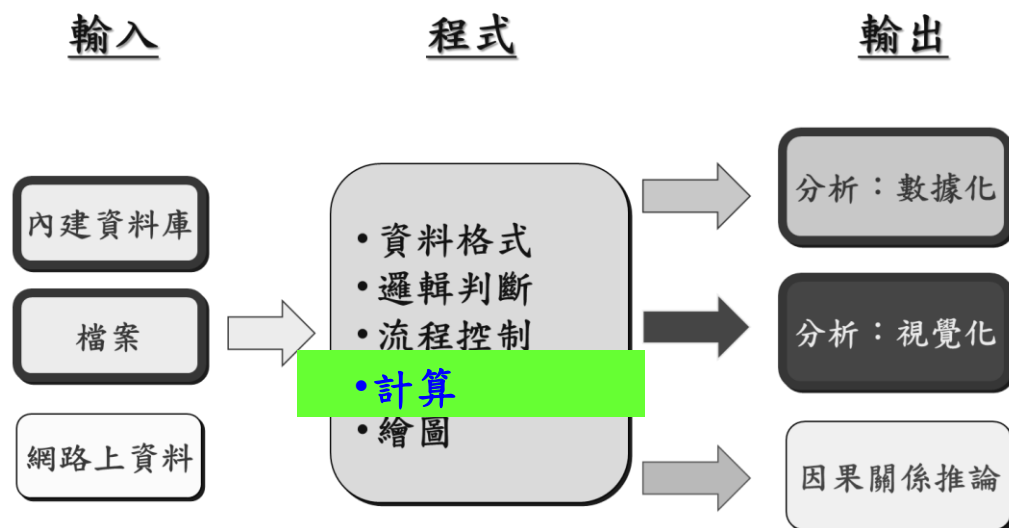 輸入
程式
輸出
內建資料庫
檔案
網路上資料
•資料格式
•邏輯判斷
•流程控制
•計算
•繪圖
分析：數據化
分析：視覺化
因果關係推論